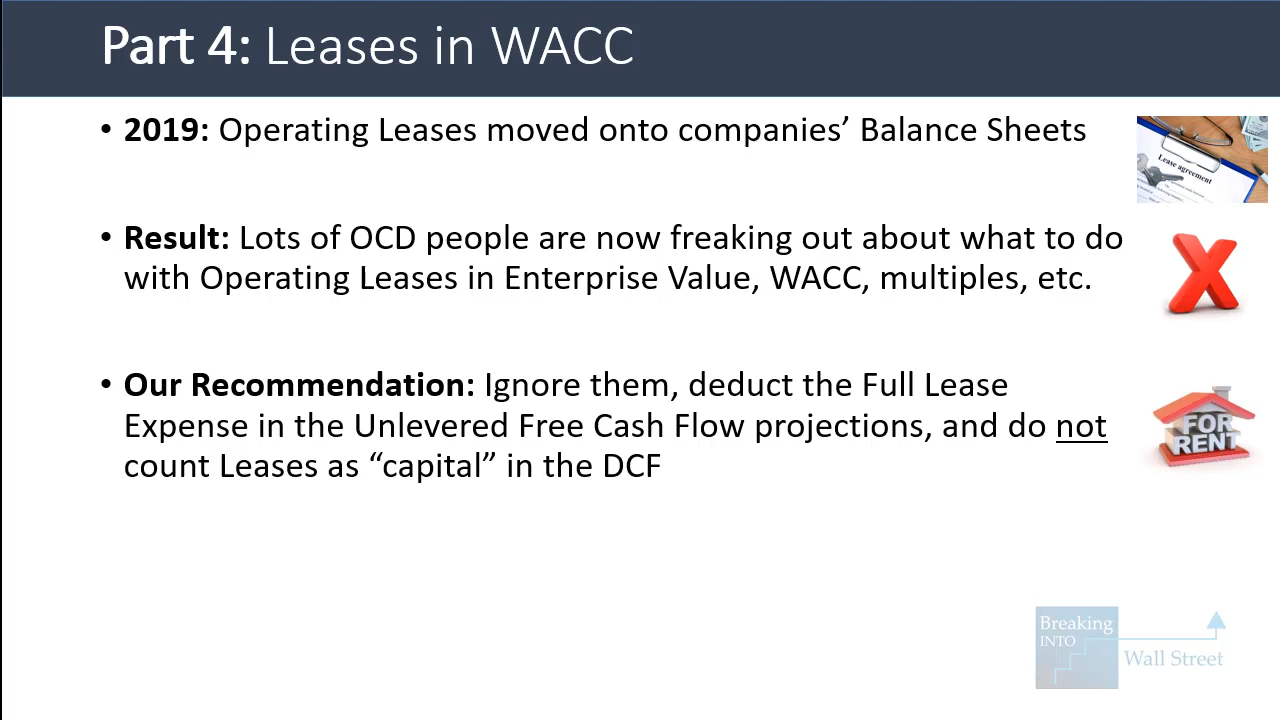 Part 4: Leases in WACC
• 2019: Operating Leases moved onto companies’ Balance Sheets
Lease agreement
• Result: Lots of OCD people are now freaking out about what to do
with Operating Leases in Enterprise Value, WACC, multiples, etc.
• Our Recommendation: Ignore them, deduct the Full Lease
Expense in the Unlevered Free Cash Flow projections, and do not
count Leases as “capital” in the DCF
FOR
RENT
Breaking
INTO
Wall Street